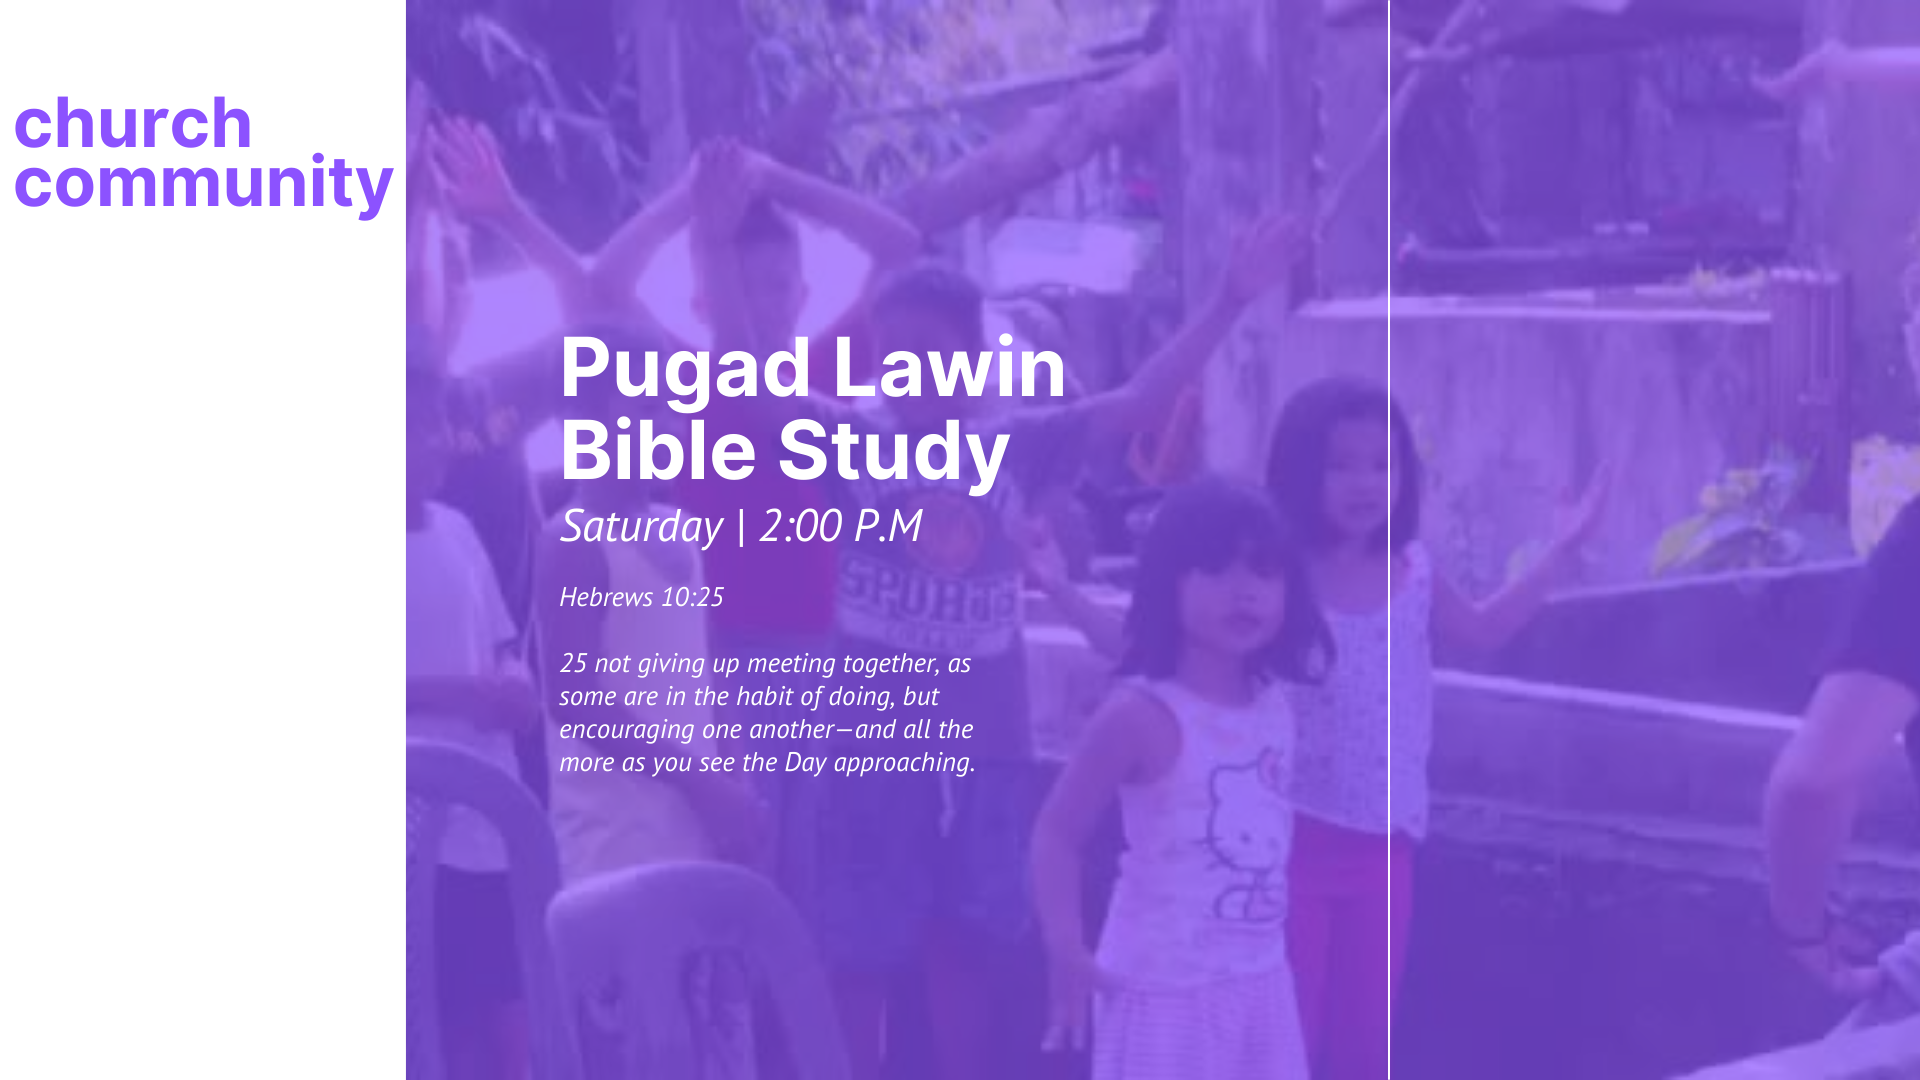 church
community
Pugad Lawin
Bible Study
Saturday | 2:00 P.M
Hebrews 10:25
25 not giving up meeting together, as
some are in the habit of doing, but
encouraging one another—and all the
more as you see the Day approaching.